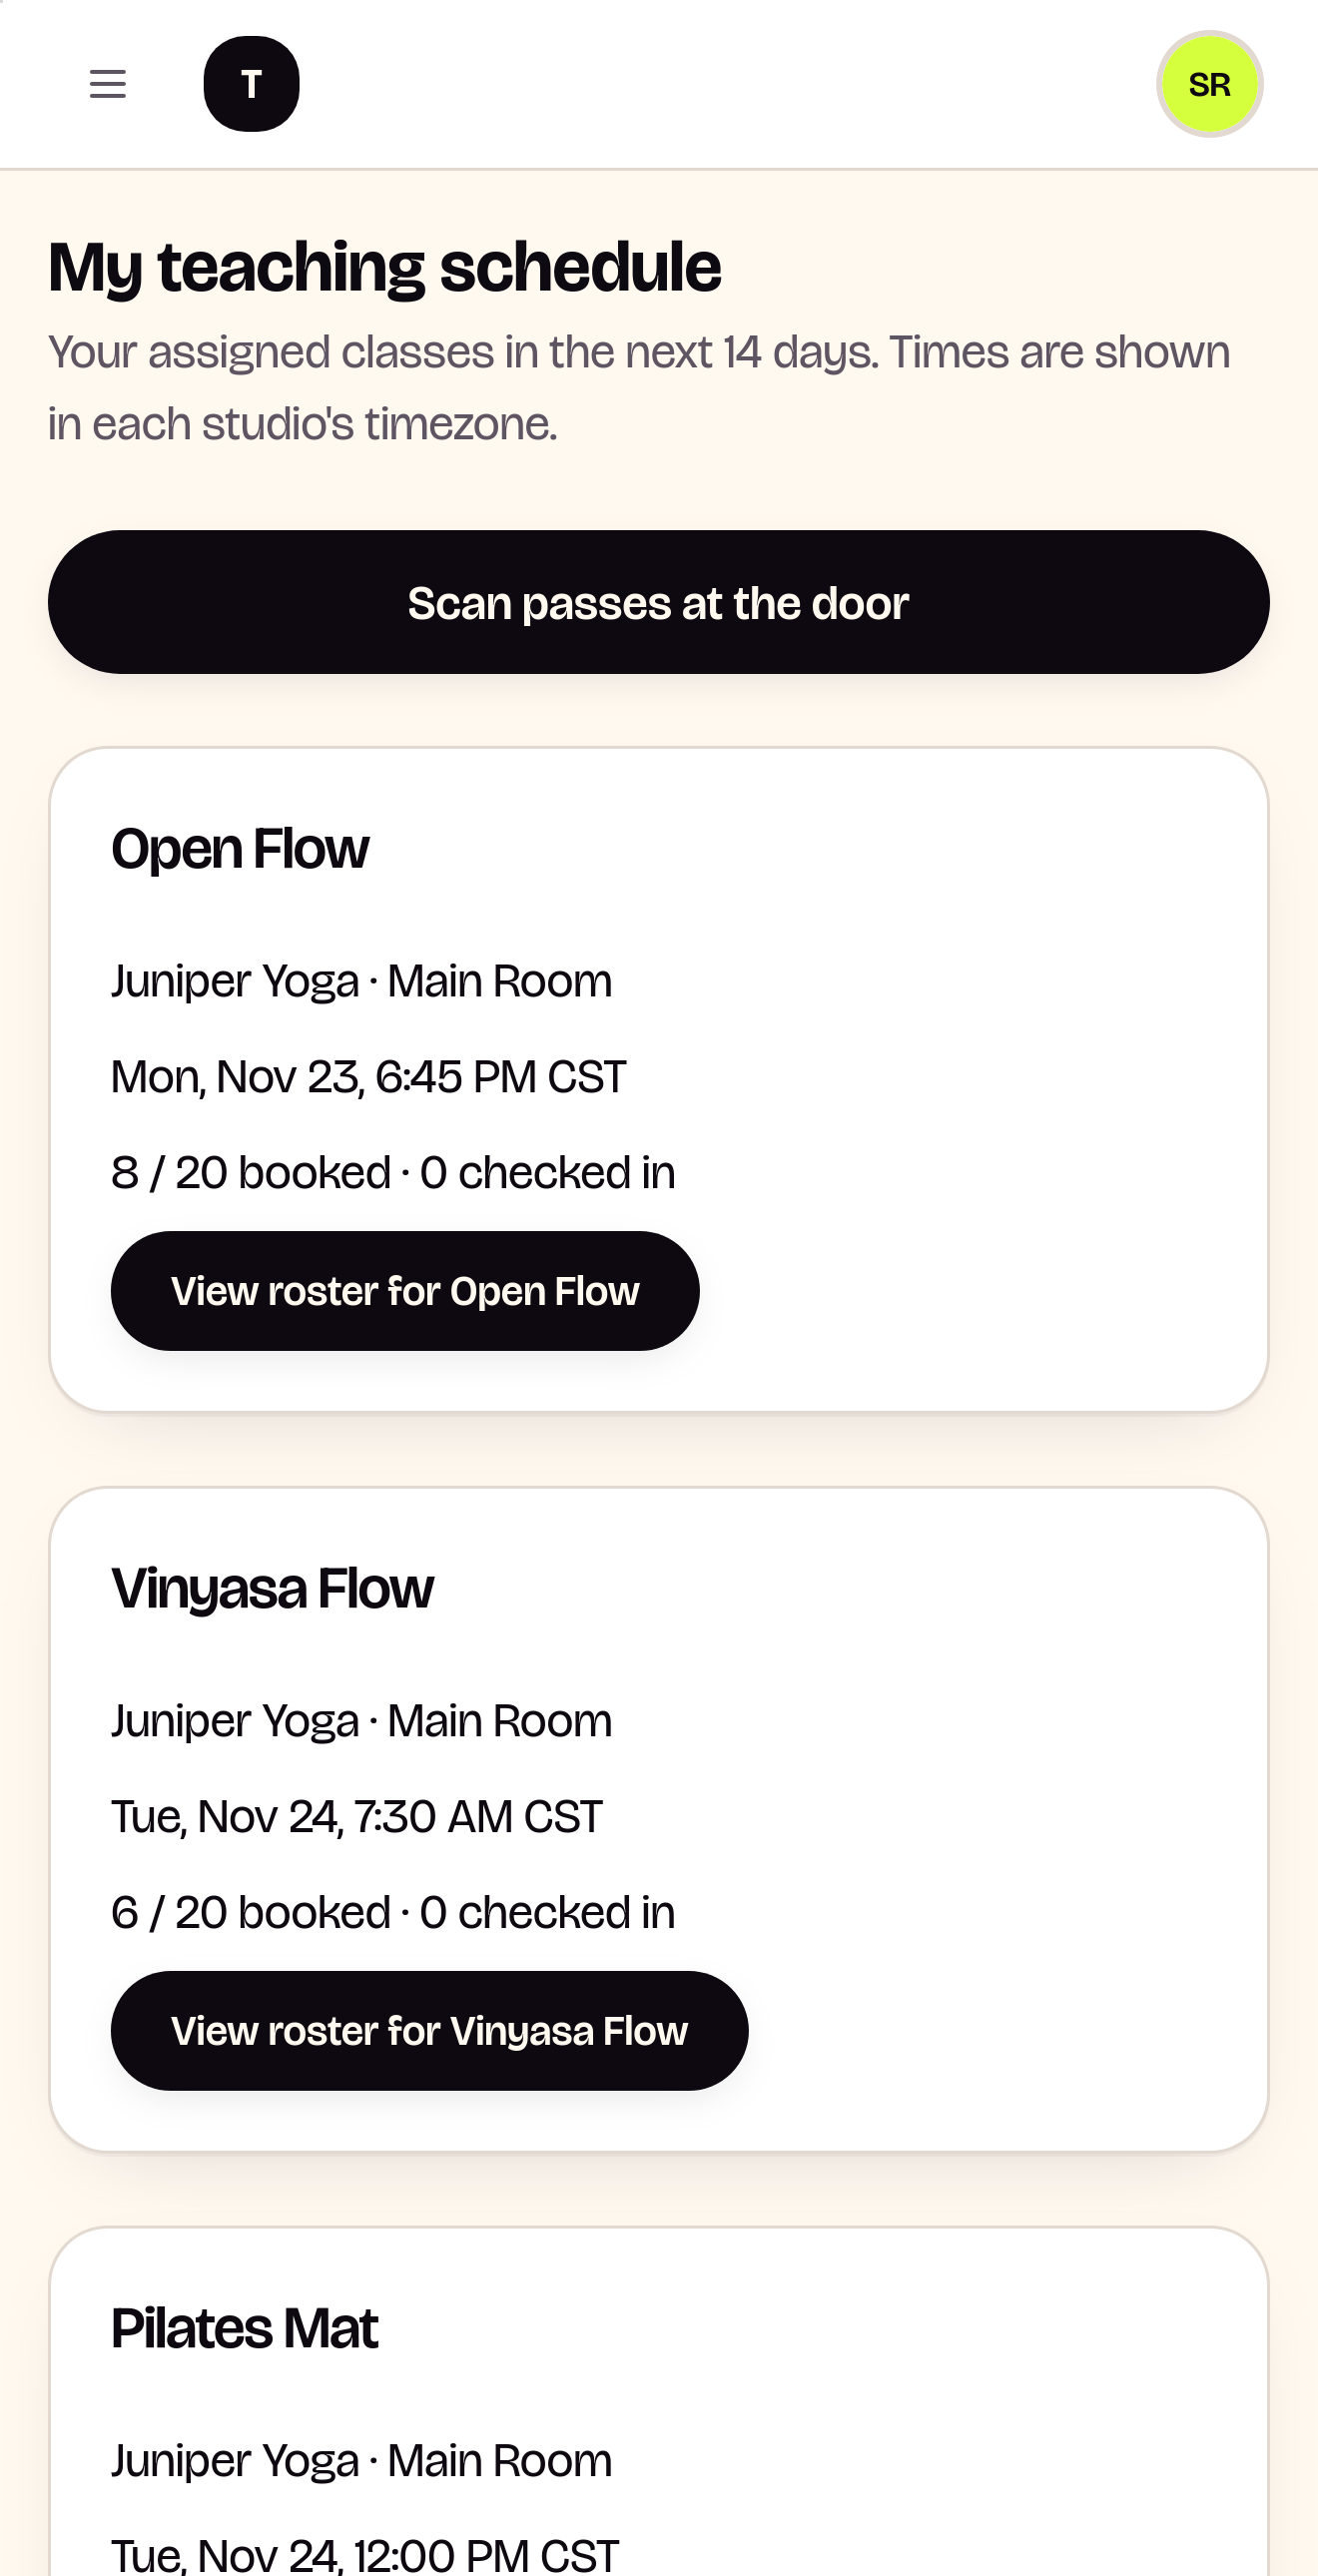 T
SR
My teaching schedule
Your assigned classes in the next 14 days. Times are shown
in each studio's timezone.
Scan passes at the door
Open Flow
Juniper Yoga · Main Room
Mon, Nov 23, 6:45 PM CST
8 / 20 booked · 0 checked in
View roster for Open Flow
Vinyasa Flow
Juniper Yoga · Main Room
Tue, Nov 24, 7:30 AM CST
6 / 20 booked · 0 checked in
View roster for Vinyasa Flow
Pilates Mat
Juniper Yoga · Main Room
Tue, Nov 24, 12:00 PM CST